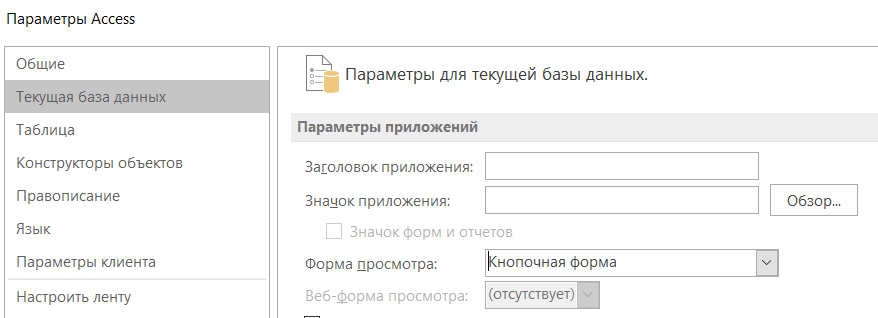 Параметры Access
Общие
Текущая база данных
Таблица
Конструкторы объектов
Правописание
Язык
Параметры клиента
Настроить ленту
Параметры для текущей базы данных.
Параметры приложений
Заголовок приложения:
Значок приложения: Обзор...
Значок форм и отчетов
Форма просмотра: Кнопочная форма
Веб-форма просмотра: (отсутствует)